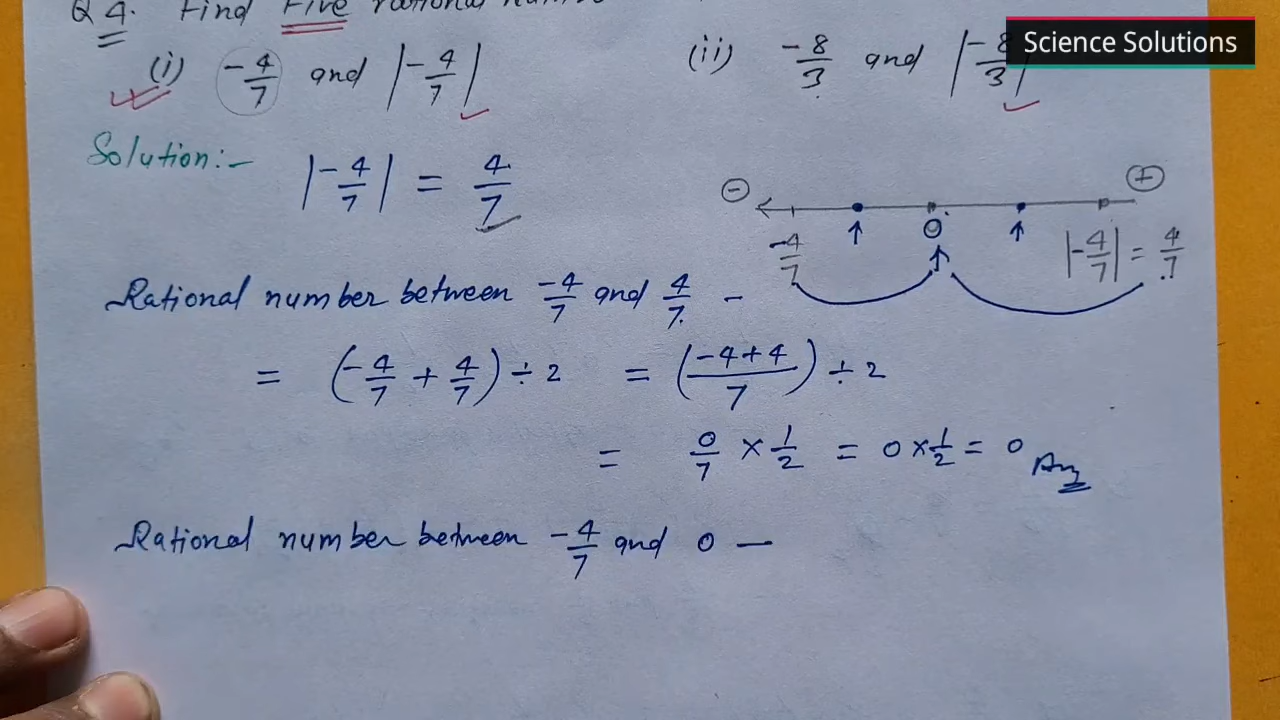 Q 4. Find Five rational
(i) -4/7 and |-4/7|
(ii) -8/3 and |-8/3|
Science Solutions
Solution:-
|-4/7| = 4/7
⊖ ⊕
-4/7 0 |-4/7| = 4/7
Rational number between -4/7 and 4/7 -
= (-4/7 + 4/7) ÷ 2 = (-4+4/7) ÷ 2
= 0/7 × 1/2 = 0 × 1/2 = 0 Ans
Rational number between -4/7 and 0 —